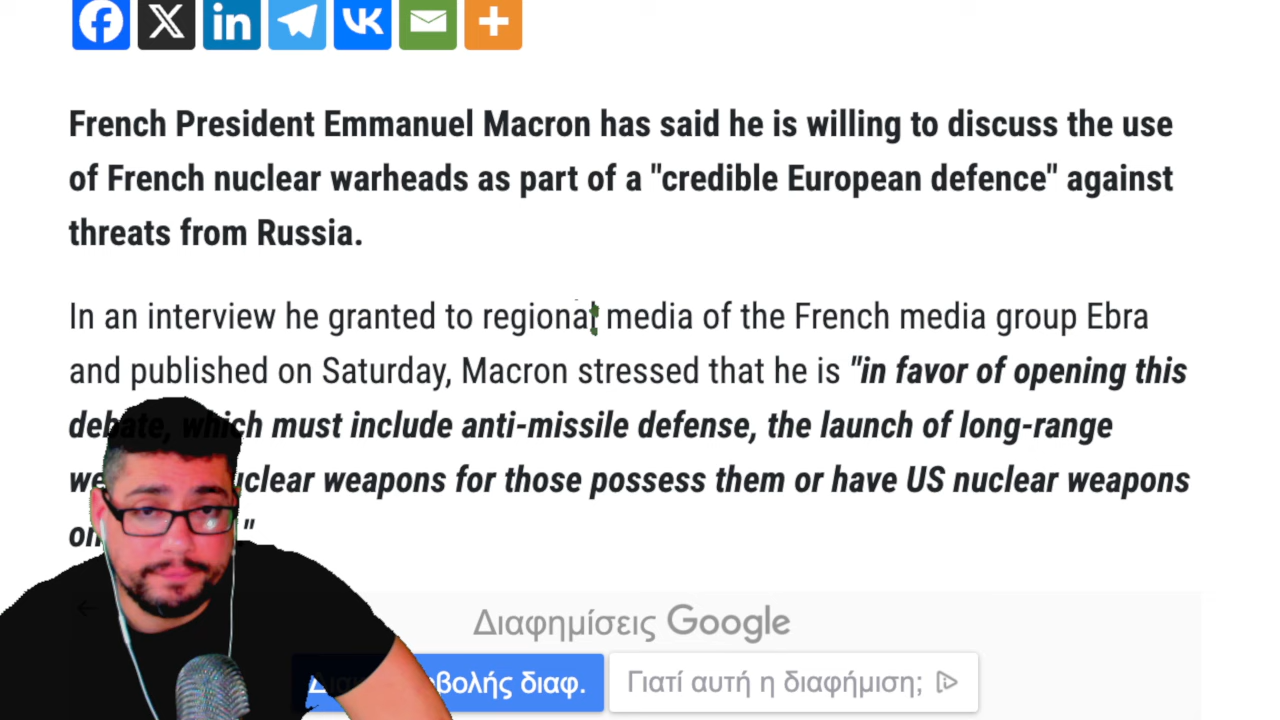 French President Emmanuel Macron has said he is willing to discuss the use
of French nuclear warheads as part of a "credible European defence" against
threats from Russia.
In an interview he granted to regional media of the French media group Ebra
and published on Saturday, Macron stressed that he is "in favor of opening this
debate, which must include anti-missile defense, the launch of long-range
weapons for those possess them or have US nuclear weapons
"
Διαφημίσεις Google
διαφ.
Γιατί αυτή η διαφήμιση;